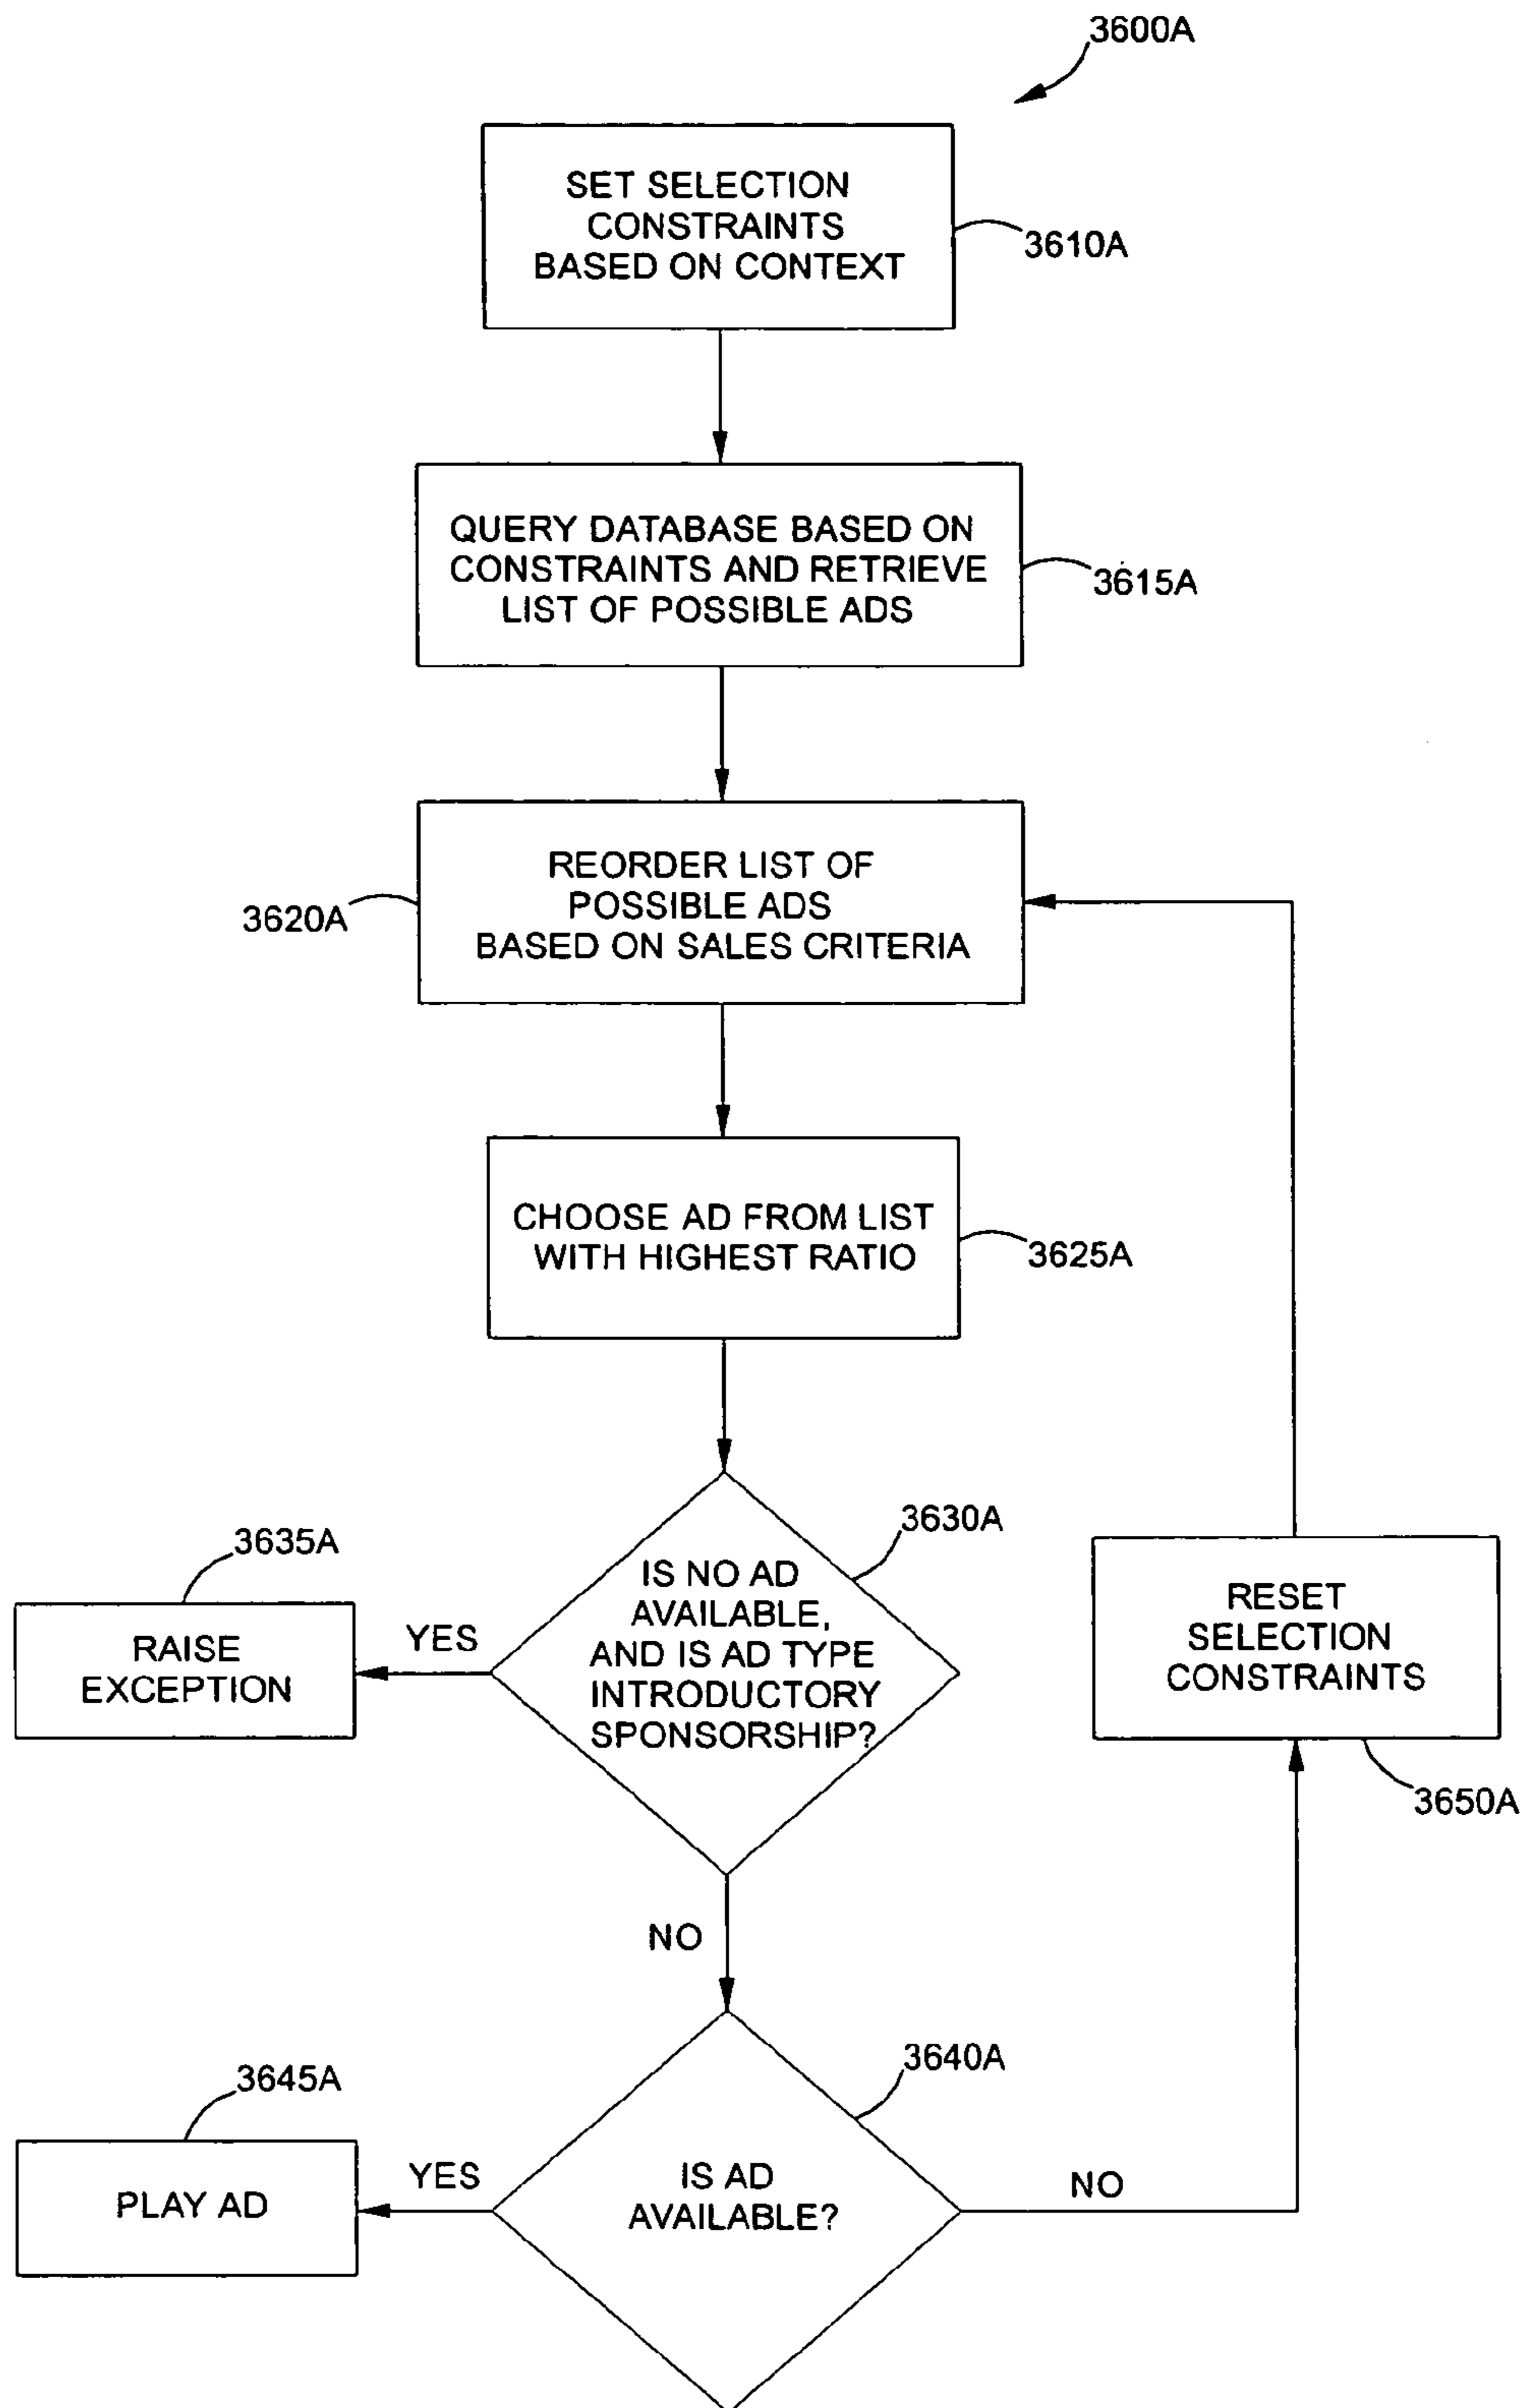 3600A
SET SELECTION
CONSTRAINTS
BASED ON CONTEXT
3610A
QUERY DATABASE BASED ON
CONSTRAINTS AND RETRIEVE
LIST OF POSSIBLE ADS
3615A
REORDER LIST OF
POSSIBLE ADS
BASED ON SALES CRITERIA
3620A
CHOOSE AD FROM LIST
WITH HIGHEST RATIO
3625A
3630A
IS NO AD
AVAILABLE,
AND IS AD TYPE
INTRODUCTORY
SPONSORSHIP?
YES
3635A
RAISE
EXCEPTION
RESET
SELECTION
CONSTRAINTS
3650A
NO
3640A
IS AD
AVAILABLE?
YES
3645A
PLAY AD
NO